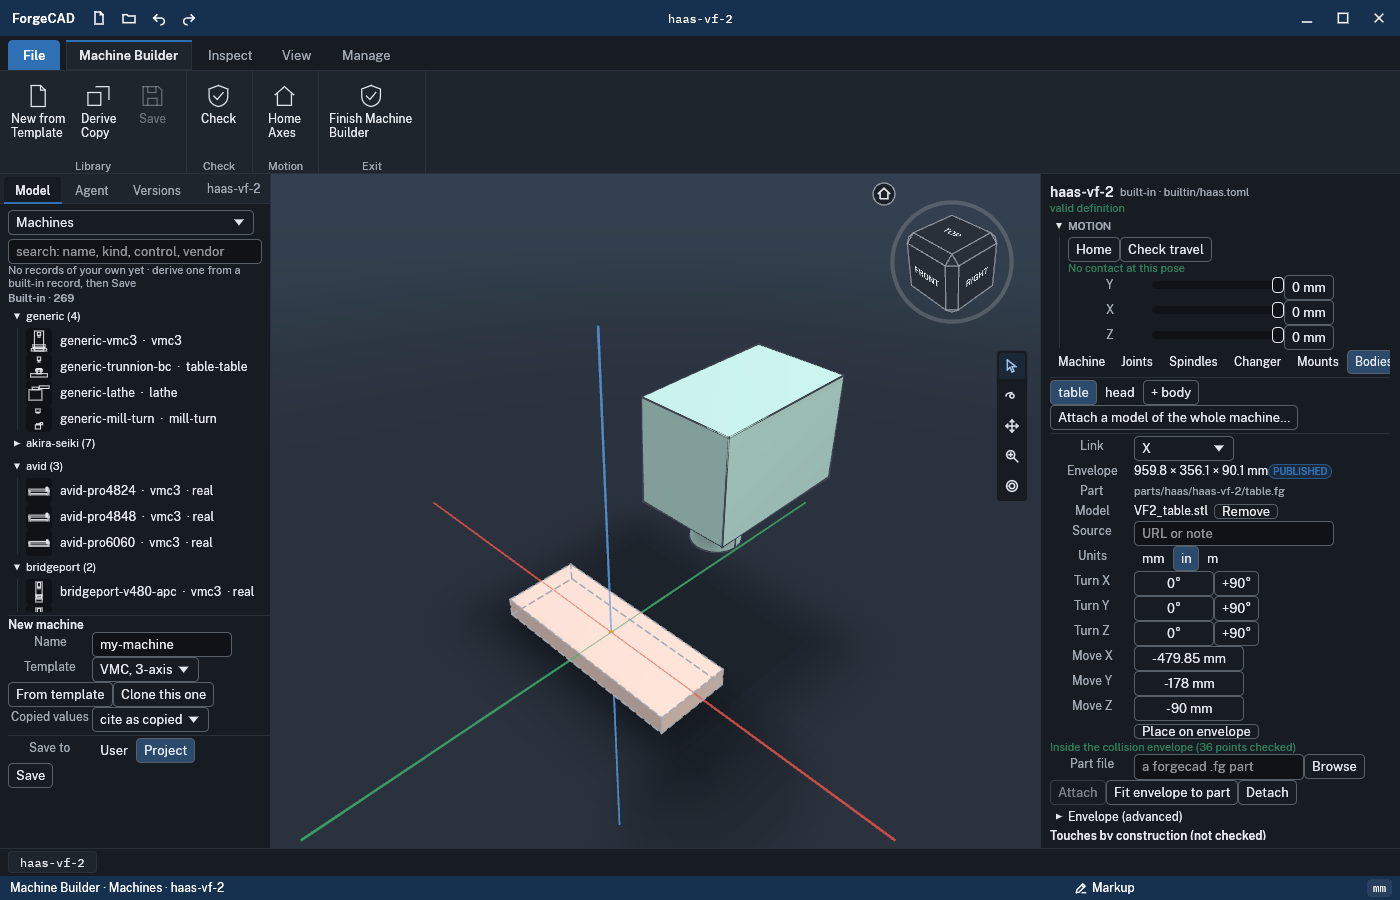 ForgeCAD
haas-vf-2
File
Machine Builder
Inspect
View
Manage
New from Template
Derive Copy
Save
Check
Home Axes
Finish Machine Builder
Library
Check
Motion
Exit
Model
Agent
Versions
haas-vf-2
Machines
search: name, kind, control, vendor
No records of your own yet · derive one from a
built-in record, then Save
Built-in · 269
generic (4)
generic-vmc3 · vmc3
generic-trunnion-bc · table-table
generic-lathe · lathe
generic-mill-turn · mill-turn
akira-seiki (7)
avid (3)
avid-pro4824 · vmc3 · real
avid-pro4848 · vmc3 · real
avid-pro6060 · vmc3 · real
bridgeport (2)
bridgeport-v480-apc · vmc3 · real
New machine
Name
my-machine
Template
VMC, 3-axis
From template
Clone this one
Copied values
cite as copied
Save to
User
Project
Save
TOP
FRONT
RIGHT
haas-vf-2 built-in · builtin/haas.toml
valid definition
MOTION
Home
Check travel
No contact at this pose
Y
0 mm
X
0 mm
Z
0 mm
Machine
Joints
Spindles
Changer
Mounts
Bodies
table
head
+ body
Attach a model of the whole machine...
Link
X
Envelope
959.8 × 356.1 × 90.1 mm
PUBLISHED
Part
parts/haas/haas-vf-2/table.fg
Model
VF2_table.stl
Remove
Source
URL or note
Units
mm
in
m
Turn X
0°
+90°
Turn Y
0°
+90°
Turn Z
0°
+90°
Move X
-479.85 mm
Move Y
-178 mm
Move Z
-90 mm
Place on envelope
Inside the collision envelope (36 points checked)
Part file
a forgecad .fg part
Browse
Attach
Fit envelope to part
Detach
Envelope (advanced)
Touches by construction (not checked)
haas-vf-2
Machine Builder · Machines · haas-vf-2
Markup
mm